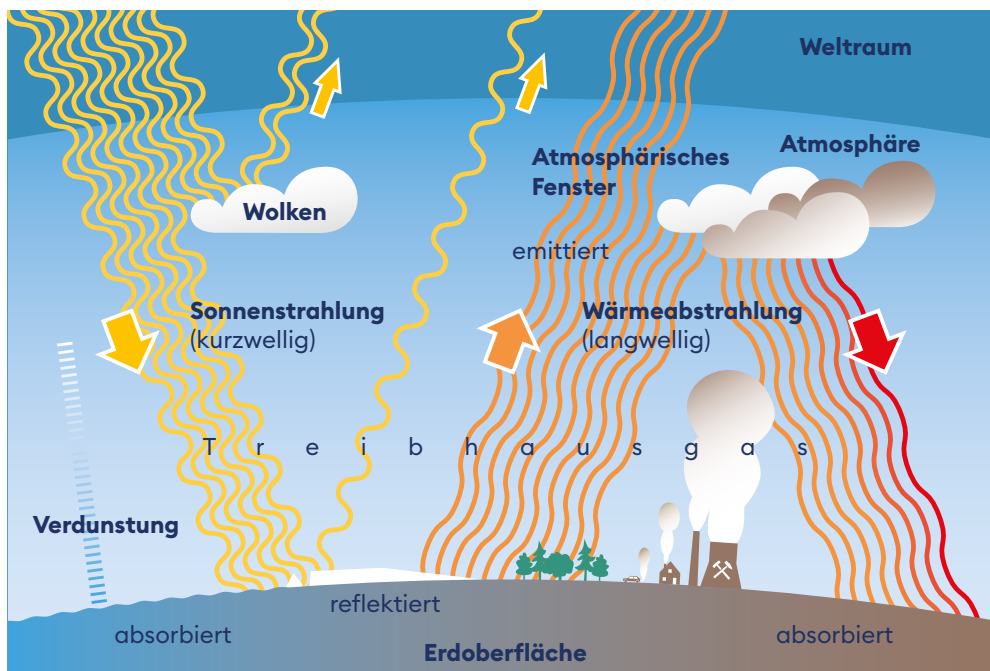 Weltraum
Atmosphäre
Atmosphärisches
Fenster
Wolken
emittiert
Sonnenstrahlung
(kurzwellig)
Wärmeabstrahlung
(langwellig)
T r e i b h a u s g a s
Verdunstung
reflektiert
absorbiert
absorbiert
Erdoberfläche